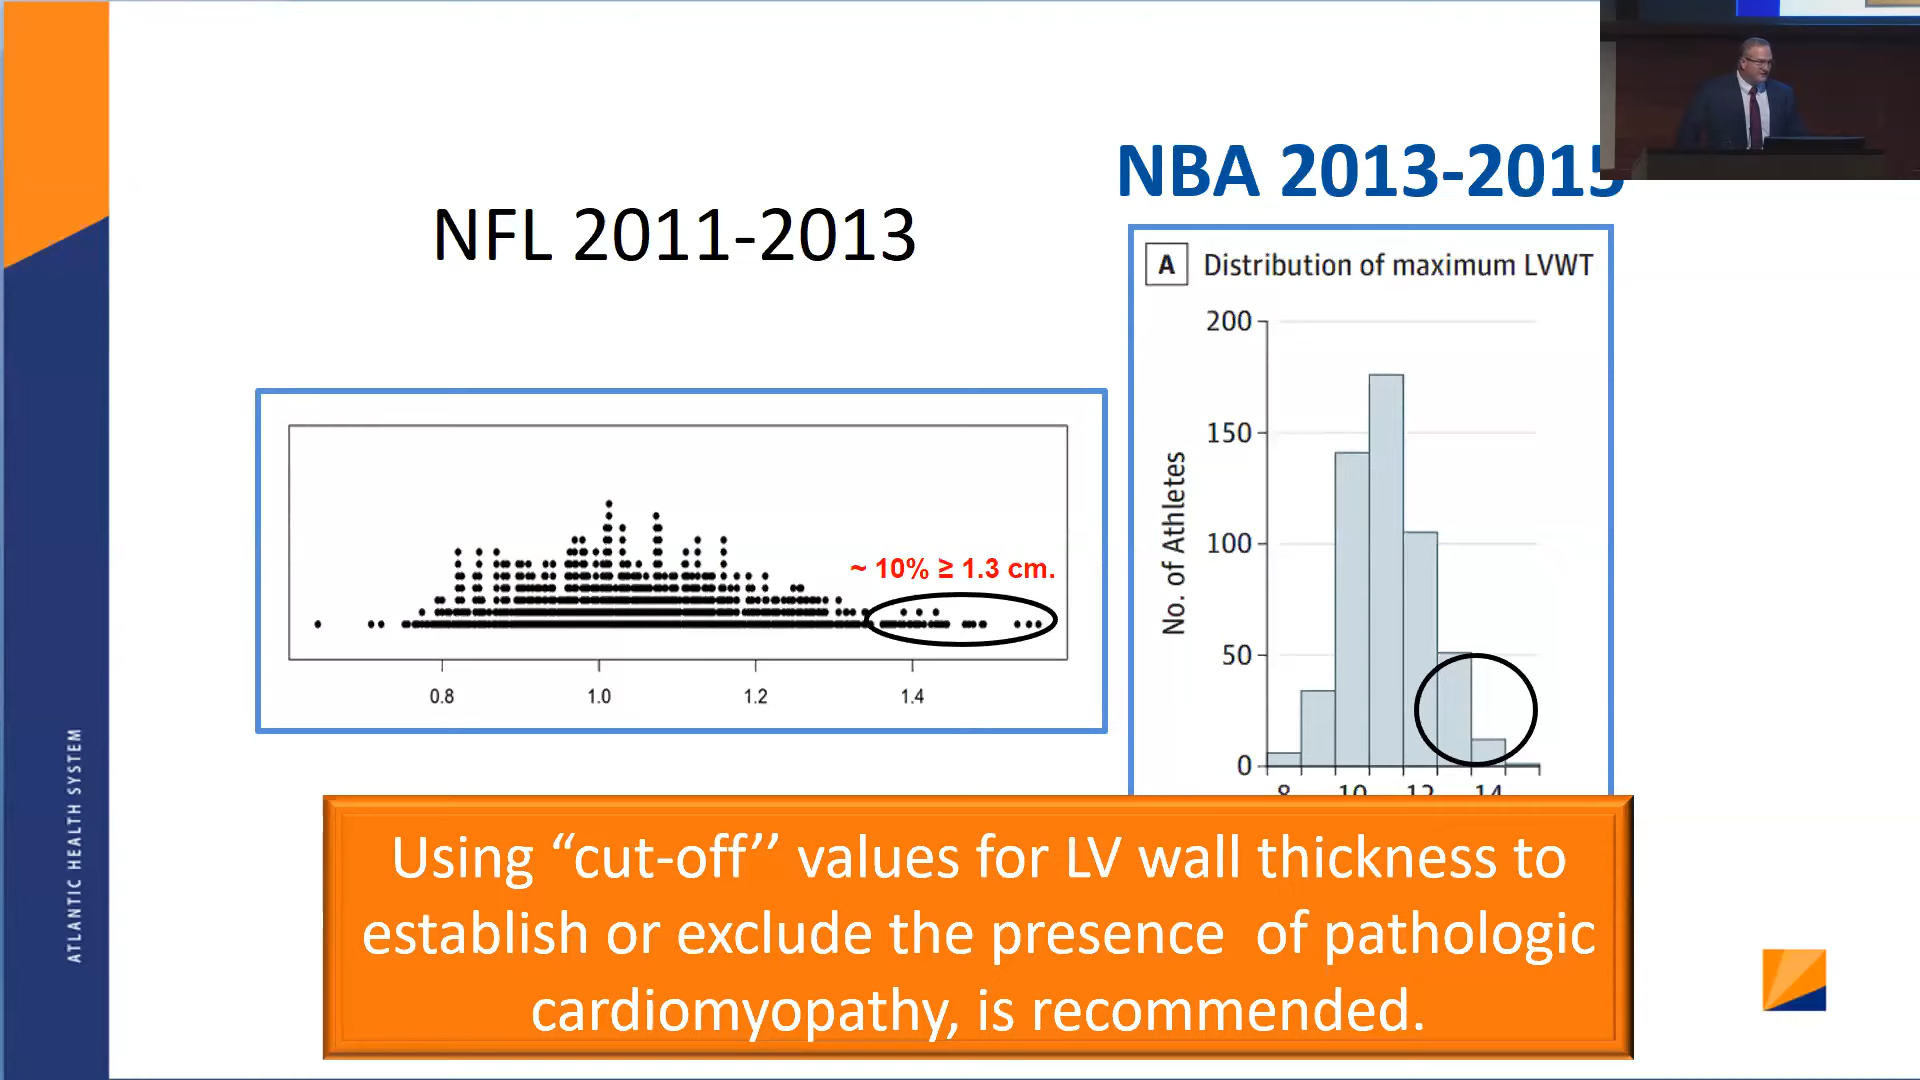 NBA 2013-2015
NFL 2011-2013
A Distribution of maximum LVWT
200
150
100
50
0
No. of Athletes
8 10 12 14
~ 10% ≥ 1.3 cm.
0.8 1.0 1.2 1.4
Using “cut-off’’ values for LV wall thickness to
establish or exclude the presence of pathologic
cardiomyopathy, is recommended.
ATLANTIC HEALTH SYSTEM